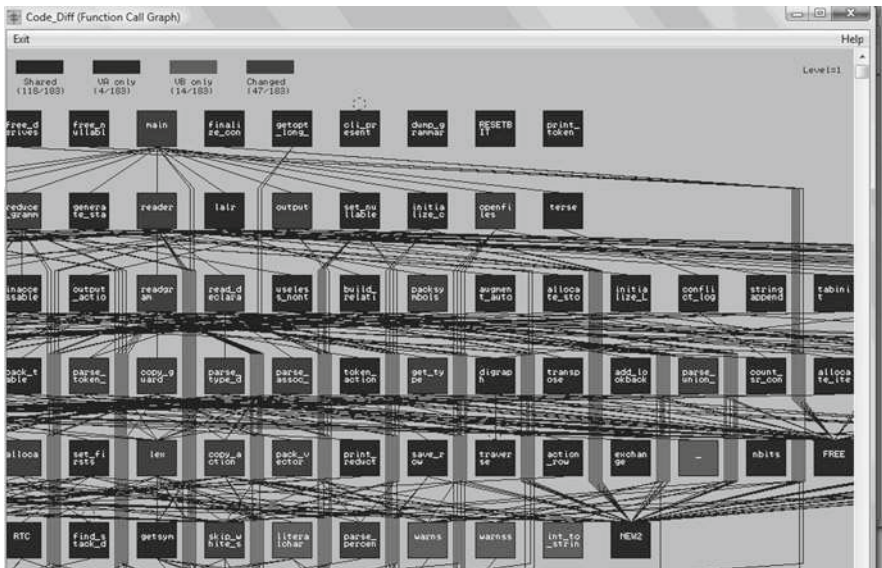 Code_Diff (Function Call Graph)
Exit Help
Level=1
Shared VA only VB only Changed
(118/183) (4/183) (14/183) (47/183)
free_d free_n main finali getopt cli_pr dump_g RESETB print_
erives ullabl ze_con _long_ esent rammar IT token
reduce genera reader lalr output set_nu initia openfi terse
_gramm te_sta llable lize_c les
inacce output readgr read_d useles build_ packsy augmen alloca initia confli string tabini
ssable _actio am eclara s_nont relati mbols t_auto te_sto lize_L ct_log append t
pack_t parse_ copy_g parse_ parse_ token_ get_ty digrap transp add_lo parse_ count_ alloca
able_ token_ uard_ type_d assoc_ action pe h ose okback union_ sr_con te_ite
alloca set_fi lex copy_a pack_v print_ save_r traver action exchan _ nbits FREE
rsts ction ector reduct ow se _row ge
RTC find_s getsym skip_w litera parse_ warns warnss int_to NEW2
tack_d hite_s lchar percen _strin